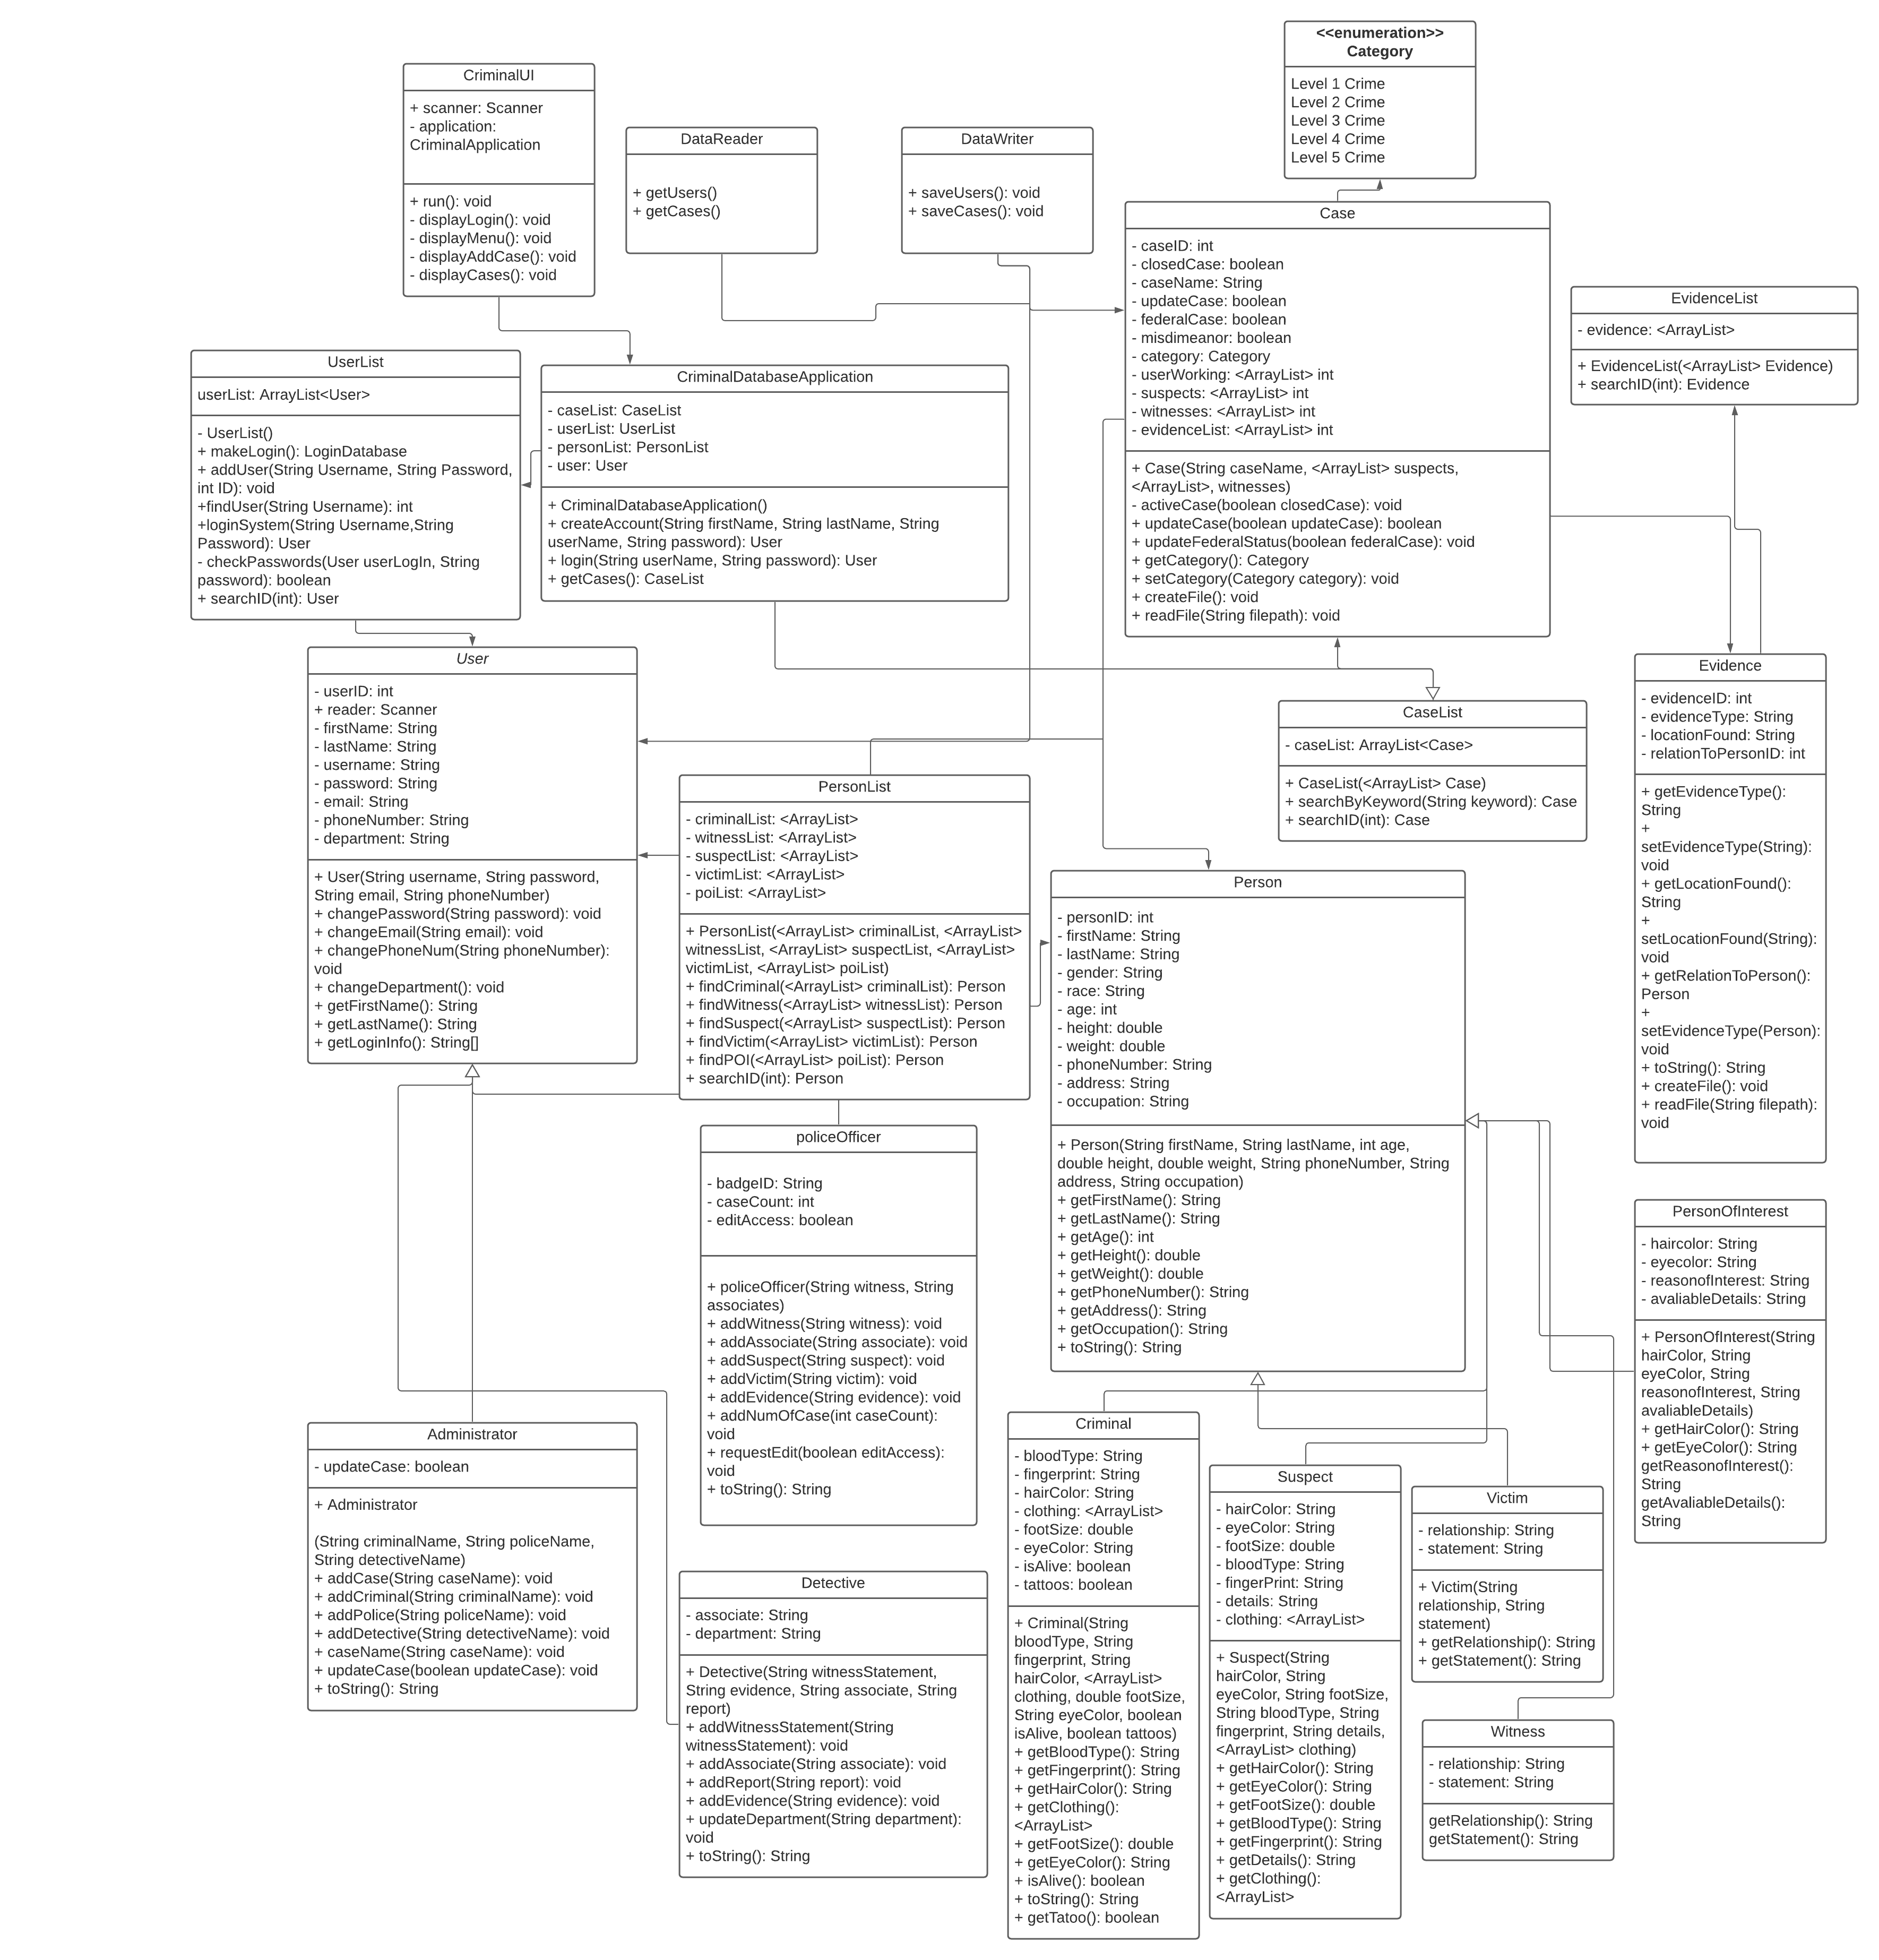 <<enumeration>>
Category
Level 1 Crime
Level 2 Crime
Level 3 Crime
Level 4 Crime
Level 5 Crime
CriminalUI
+ scanner: Scanner
- application:
CriminalApplication
+ run(): void
- displayLogin(): void
- displayMenu(): void
- displayAddCase(): void
- displayCases(): void
DataReader
+ getUsers()
+ getCases()
DataWriter
+ saveUsers(): void
+ saveCases(): void
Case
- caseID: int
- closedCase: boolean
- caseName: String
- updateCase: boolean
- federalCase: boolean
- misdimeanor: boolean
- category: Category
- userWorking: <ArrayList> int
- suspects: <ArrayList> int
- witnesses: <ArrayList> int
- evidenceList: <ArrayList> int
+ Case(String caseName, <ArrayList> suspects,
<ArrayList>, witnesses)
- activeCase(boolean closedCase): void
+ updateCase(boolean updateCase): boolean
+ updateFederalStatus(boolean federalCase): void
+ getCategory(): Category
+ setCategory(Category category): void
+ createFile(): void
+ readFile(String filepath): void
EvidenceList
- evidence: <ArrayList>
+ EvidenceList(<ArrayList> Evidence)
+ searchID(int): Evidence
UserList
userList: ArrayList<User>
- UserList()
+ makeLogin(): LoginDatabase
+ addUser(String Username, String Password,
int ID): void
+findUser(String Username): int
+loginSystem(String Username,String
Password): User
- checkPasswords(User userLogIn, String
password): boolean
+ searchID(int): User
CriminalDatabaseApplication
- caseList: CaseList
- userList: UserList
- personList: PersonList
- user: User
+ CriminalDatabaseApplication()
+ createAccount(String firstName, String lastName, String
userName, String password): User
+ login(String userName, String password): User
+ getCases(): CaseList
User
- userID: int
+ reader: Scanner
- firstName: String
- lastName: String
- username: String
- password: String
- email: String
- phoneNumber: String
- department: String
+ User(String username, String password,
String email, String phoneNumber)
+ changePassword(String password): void
+ changeEmail(String email): void
+ changePhoneNum(String phoneNumber):
void
+ changeDepartment(): void
+ getFirstName(): String
+ getLastName(): String
+ getLoginInfo(): String[]
CaseList
- caseList: ArrayList<Case>
+ CaseList(<ArrayList> Case)
+ searchByKeyword(String keyword): Case
+ searchID(int): Case
Evidence
- evidenceID: int
- evidenceType: String
- locationFound: String
- relationToPersonID: int
+ getEvidenceType():
String
+
setEvidenceType(String):
void
+ getLocationFound():
String
+
setLocationFound(String):
void
+ getRelationToPerson():
Person
+
setEvidenceType(Person):
void
+ toString(): String
+ createFile(): void
+ readFile(String filepath):
void
PersonList
- criminalList: <ArrayList>
- witnessList: <ArrayList>
- suspectList: <ArrayList>
- victimList: <ArrayList>
- poiList: <ArrayList>
+ PersonList(<ArrayList> criminalList, <ArrayList>
witnessList, <ArrayList> suspectList, <ArrayList>
victimList, <ArrayList> poiList)
+ findCriminal(<ArrayList> criminalList): Person
+ findWitness(<ArrayList> witnessList): Person
+ findSuspect(<ArrayList> suspectList): Person
+ findVictim(<ArrayList> victimList): Person
+ findPOI(<ArrayList> poiList): Person
+ searchID(int): Person
Person
- personID: int
- firstName: String
- lastName: String
- gender: String
- race: String
- age: int
- height: double
- weight: double
- phoneNumber: String
- address: String
- occupation: String
+ Person(String firstName, String lastName, int age,
double height, double weight, String phoneNumber, String
address, String occupation)
+ getFirstName(): String
+ getLastName(): String
+ getAge(): int
+ getHeight(): double
+ getWeight(): double
+ getPhoneNumber(): String
+ getAddress(): String
+ getOccupation(): String
+ toString(): String
policeOfficer
- badgeID: String
- caseCount: int
- editAccess: boolean
+ policeOfficer(String witness, String
associates)
+ addWitness(String witness): void
+ addAssociate(String associate): void
+ addSuspect(String suspect): void
+ addVictim(String victim): void
+ addEvidence(String evidence): void
+ addNumOfCase(int caseCount):
void
+ requestEdit(boolean editAccess):
void
+ toString(): String
PersonOfInterest
- haircolor: String
- eyecolor: String
- reasonofInterest: String
- avaliableDetails: String
+ PersonOfInterest(String
hairColor, String
eyeColor, String
reasonofInterest, String
avaliableDetails)
+ getHairColor(): String
+ getEyeColor(): String
getReasonofInterest():
String
getAvaliableDetails():
String
Administrator
- updateCase: boolean
+ Administrator
(String criminalName, String policeName,
String detectiveName)
+ addCase(String caseName): void
+ addCriminal(String criminalName): void
+ addPolice(String policeName): void
+ addDetective(String detectiveName): void
+ caseName(String caseName): void
+ updateCase(boolean updateCase): void
+ toString(): String
Detective
- associate: String
- department: String
+ Detective(String witnessStatement,
String evidence, String associate, String
report)
+ addWitnessStatement(String
witnessStatement): void
+ addAssociate(String associate): void
+ addReport(String report): void
+ addEvidence(String evidence): void
+ updateDepartment(String department):
void
+ toString(): String
Criminal
- bloodType: String
- fingerprint: String
- hairColor: String
- clothing: <ArrayList>
- footSize: double
- eyeColor: String
- isAlive: boolean
- tattoos: boolean
+ Criminal(String
bloodType, String
fingerprint, String
hairColor, <ArrayList>
clothing, double footSize,
String eyeColor, boolean
isAlive, boolean tattoos)
+ getBloodType(): String
+ getFingerprint(): String
+ getHairColor(): String
+ getClothing():
<ArrayList>
+ getFootSize(): double
+ getEyeColor(): String
+ isAlive(): boolean
+ toString(): String
+ getTatoo(): boolean
Suspect
- hairColor: String
- eyeColor: String
- footSize: double
- bloodType: String
- fingerPrint: String
- details: String
- clothing: <ArrayList>
+ Suspect(String
hairColor, String
eyeColor, String footSize,
String bloodType, String
fingerprint, String details,
<ArrayList> clothing)
+ getHairColor(): String
+ getEyeColor(): String
+ getFootSize(): double
+ getBloodType(): String
+ getFingerprint(): String
+ getDetails(): String
+ getClothing():
<ArrayList>
Victim
- relationship: String
- statement: String
+ Victim(String
relationship, String
statement)
+ getRelationship(): String
+ getStatement(): String
Witness
- relationship: String
- statement: String
getRelationship(): String
getStatement(): String